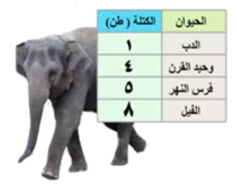 الحيوان الكتلة (طن)
الدب ١
وحيد القرن ٤
فرس النهر ٥
الفيل ٨